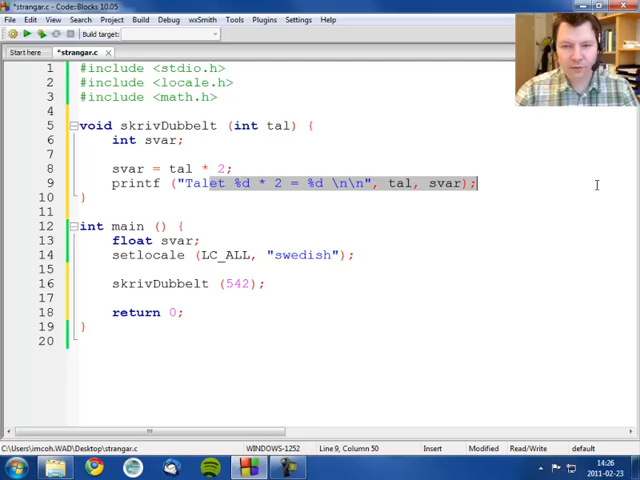 strangar.c - Code::Blocks 10.05
File Edit View Search Project Build Debug wxSmith Tools Plugins Settings Help
Build target:
Start here *strangar.c
1 #include <stdio.h>
2 #include <locale.h>
3 #include <math.h>
4
5 void skrivDubbelt (int tal) {
6 int svar;
7
8 svar = tal * 2;
9 printf ("Talet %d * 2 = %d \n\n", tal, svar);
10 }
11
12 int main () {
13 float svar;
14 setlocale (LC_ALL, "swedish");
15
16 skrivDubbelt (542);
17
18 return 0;
19 }
20
C:\Users\imcoh.WAD\Desktop\strangar.c WINDOWS-1252 Line 9, Column 50 Insert Modified Read/Write default
14:26
2011-02-23